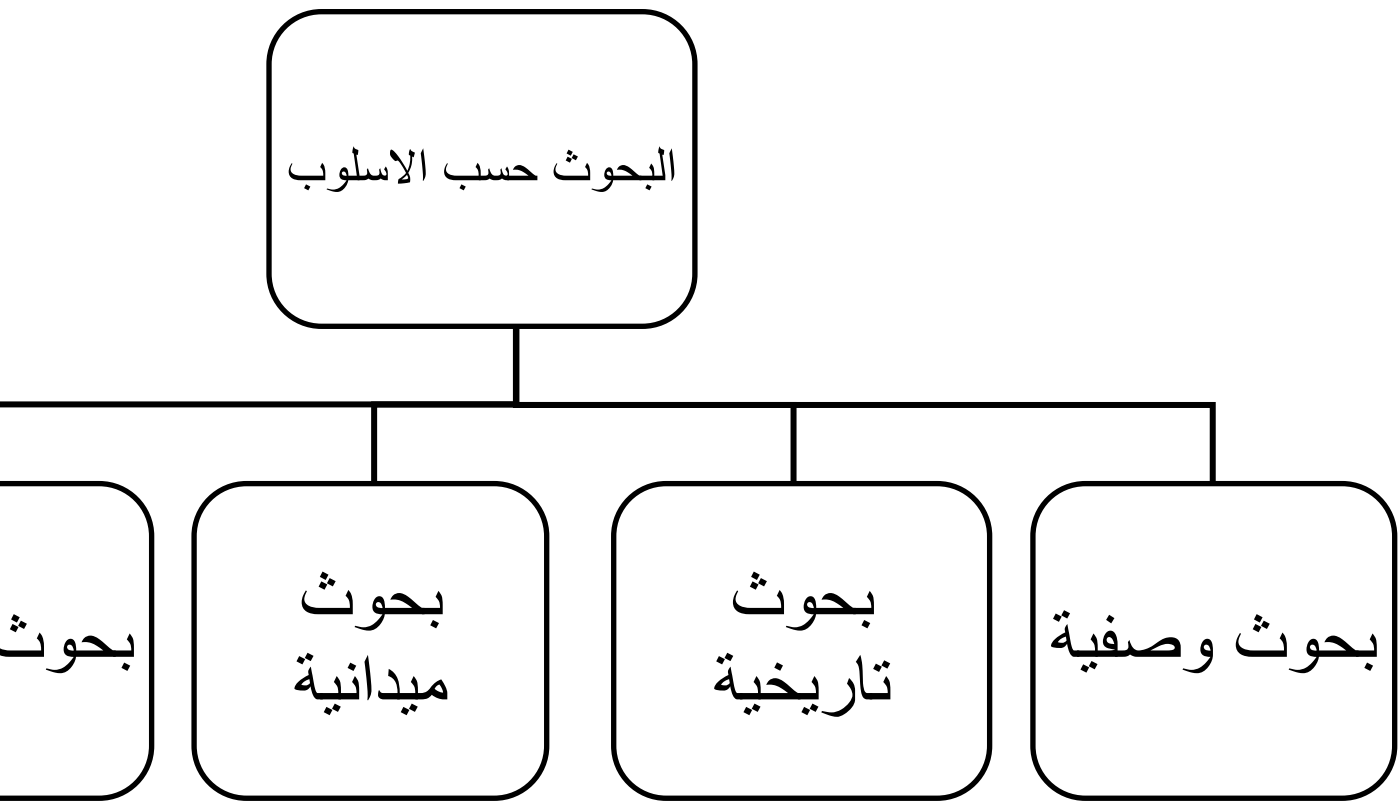 البحوث حسب الاسلوب
بحوث وصفية
بحوث
تاريخية
بحوث
ميدانية
بحوث